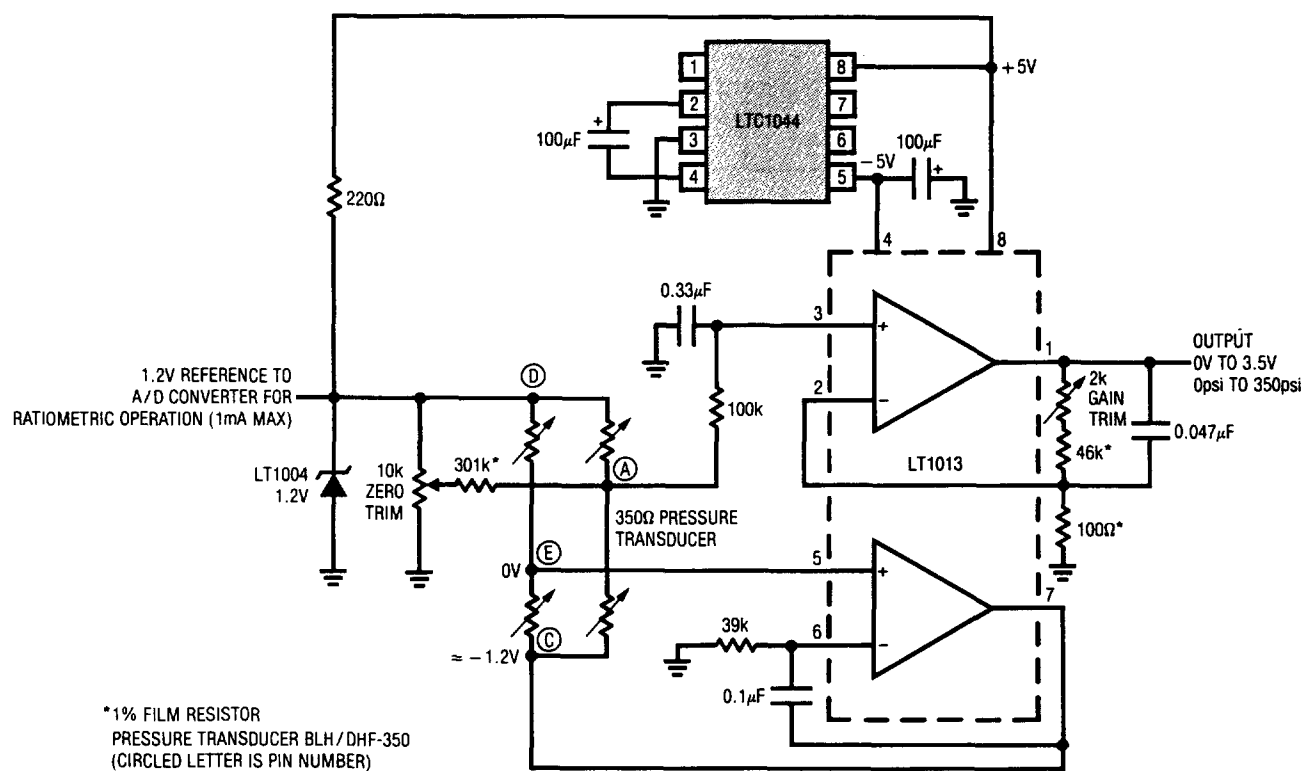 1
2
3
4
8
7
6
5
LTC1044
+5V
100µF
+
100µF
+
−5V
220Ω
4
8
0.33µF
3
+
2
−
1
OUTPUT
0V TO 3.5V
0psi TO 350psi
1.2V REFERENCE TO
A/D CONVERTER FOR
RATIOMETRIC OPERATION (1mA MAX)
D
100k
2k
GAIN
TRIM
0.047µF
46k*
LT1013
LT1004
1.2V
10k
ZERO
TRIM
301k*
A
350Ω PRESSURE
TRANSDUCER
100Ω*
0V
E
5
+
7
C
≈ −1.2V
39k
6
−
0.1µF
*1% FILM RESISTOR
PRESSURE TRANSDUCER BLH/DHF-350
(CIRCLED LETTER IS PIN NUMBER)